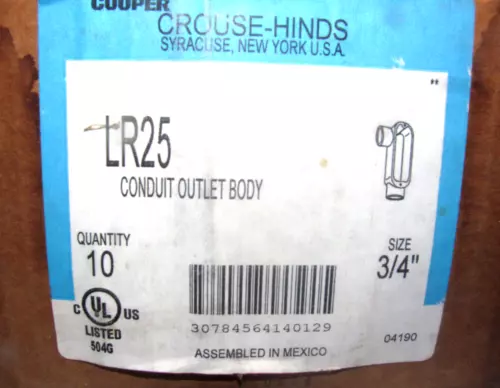 COOPER
CROUSE-HINDS
SYRACUSE, NEW YORK U.S.A.
"
LR25
CONDUIT OUTLET BODY
QUANTITY
10
SIZE
3/4"
C UL US
LISTED
504G
30784564140129
04190
ASSEMBLED IN MEXICO